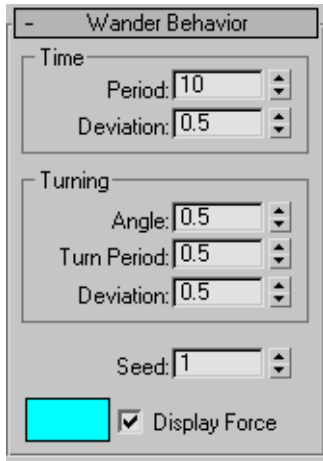 - Wander Behavior
Time
Period: 10
Deviation: 0.5
Turning
Angle: 0.5
Turn Period: 0.5
Deviation: 0.5
Seed: 1
Display Force